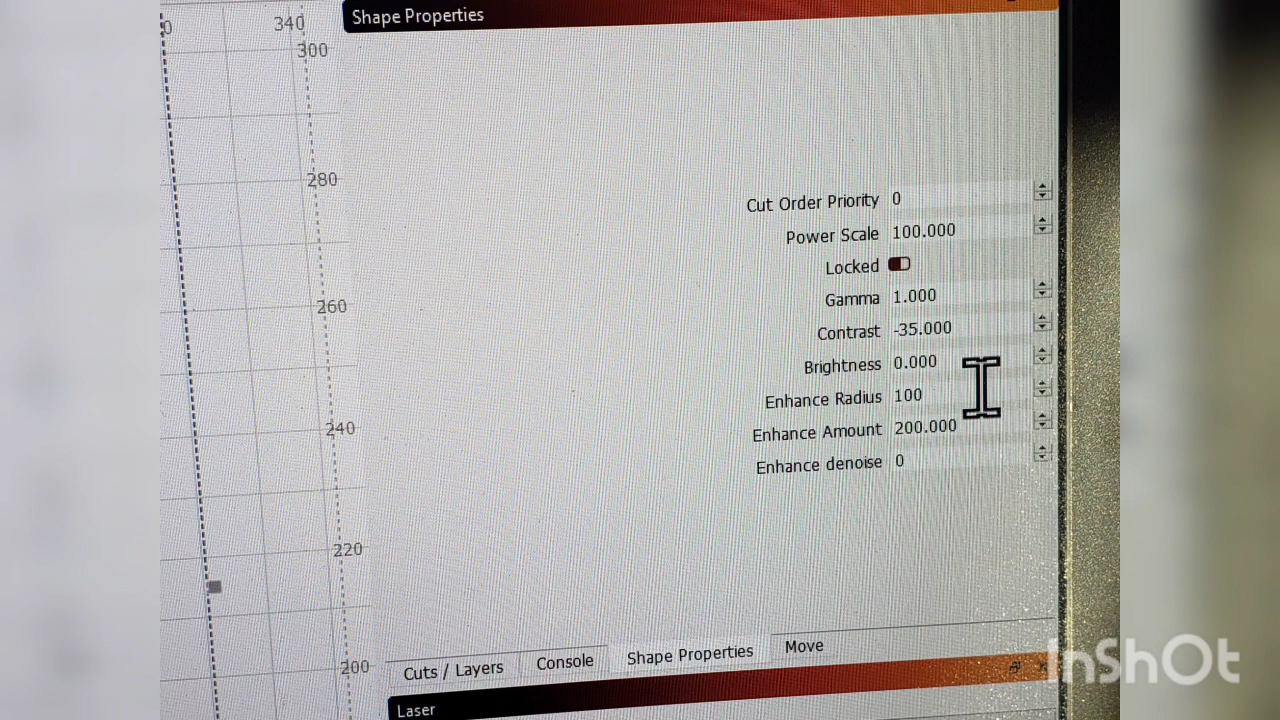 340
300
280
260
240
220
200
Shape Properties
Cut Order Priority 0
Power Scale 100.000
Locked
Gamma 1.000
Contrast -35.000
Brightness 0.000
Enhance Radius 100
Enhance Amount 200.000
Enhance denoise 0
Cuts / Layers Console Shape Properties Move
Laser
InShOt